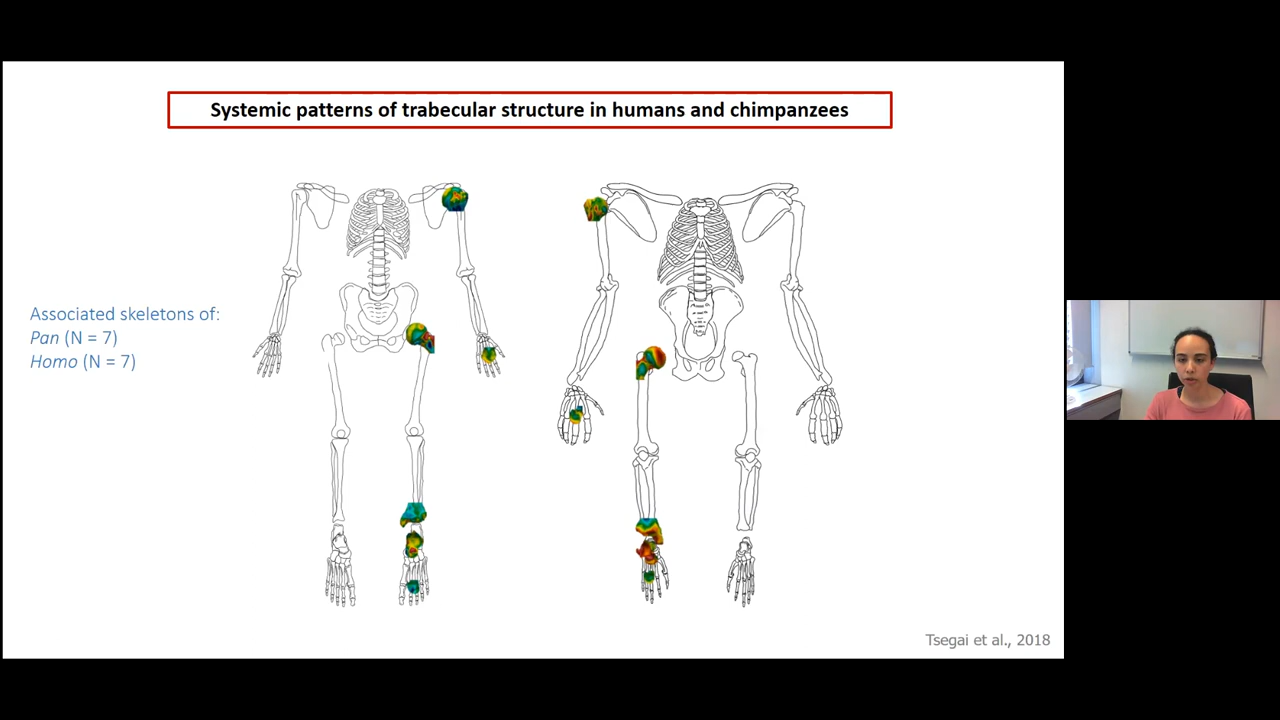 Systemic patterns of trabecular structure in humans and chimpanzees
Associated skeletons of:
Pan (N = 7)
Homo (N = 7)
Tsegai et al., 2018